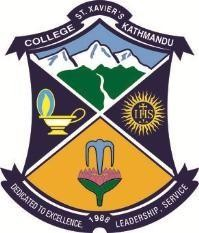 ST. XAVIER'S
COLLEGE KATHMANDU
IHS
DEDICATED TO EXCELLENCE, LEADERSHIP, SERVICE
1988